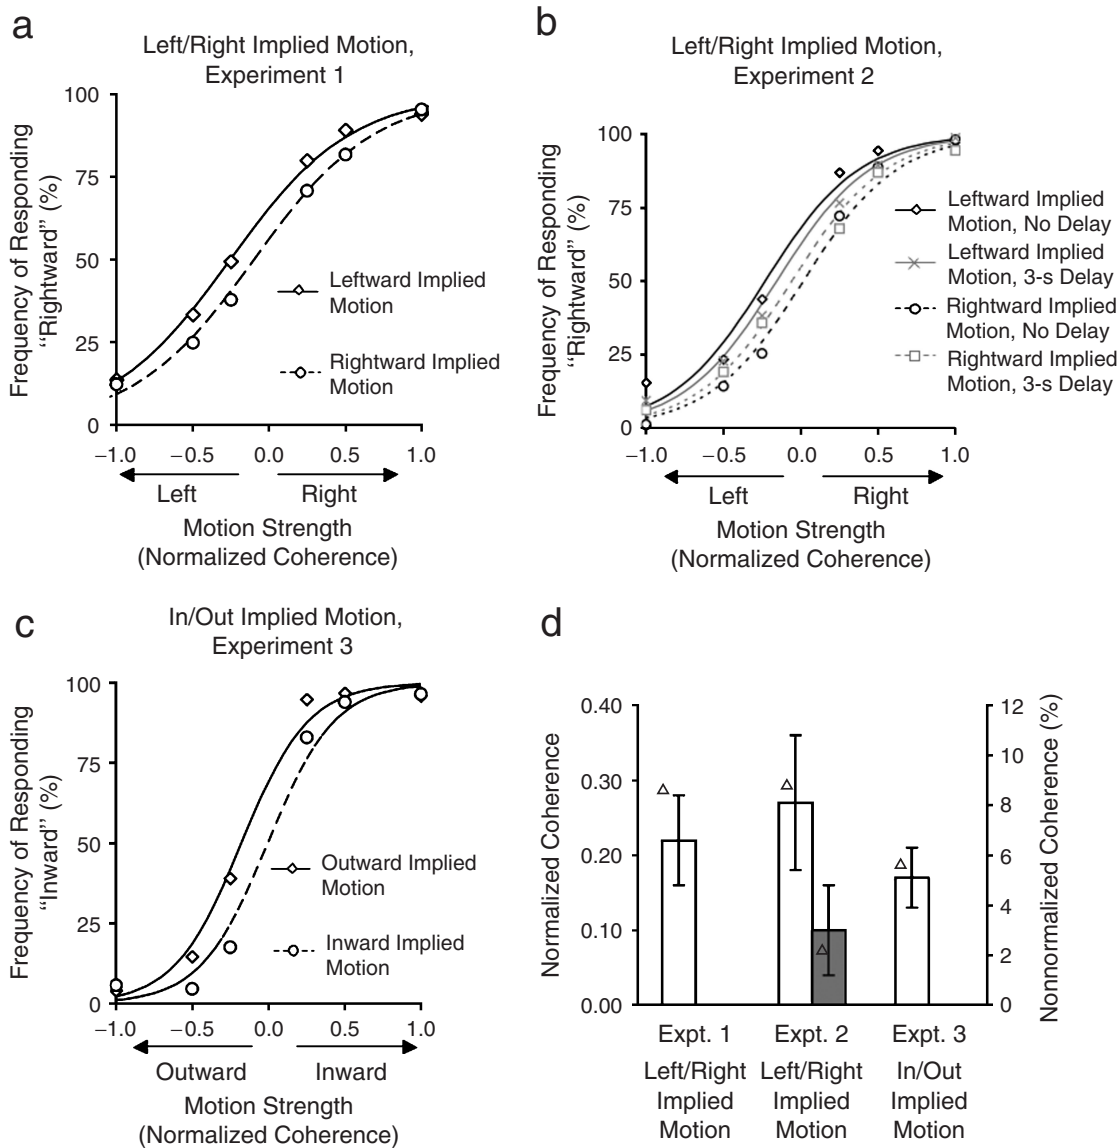 a
Left/Right Implied Motion,
Experiment 1
Frequency of Responding
“Rightward” (%)
100
75
50
25
0
−1.0 −0.5 0.0 0.5 1.0
Left Right
Motion Strength
(Normalized Coherence)
Leftward Implied
Motion
Rightward Implied
Motion
b
Left/Right Implied Motion,
Experiment 2
Frequency of Responding
“Rightward” (%)
100
75
50
25
0
−1.0 −0.5 0.0 0.5 1.0
Left Right
Motion Strength
(Normalized Coherence)
Leftward Implied
Motion, No Delay
Leftward Implied
Motion, 3-s Delay
Rightward Implied
Motion, No Delay
Rightward Implied
Motion, 3-s Delay
c
In/Out Implied Motion,
Experiment 3
Frequency of Responding
“Inward” (%)
100
75
50
25
0
−1.0 −0.5 0.0 0.5 1.0
Outward Inward
Motion Strength
(Normalized Coherence)
Outward Implied
Motion
Inward Implied
Motion
d
Normalized Coherence
0.40
0.30
0.20
0.10
0.00
Nonnormalized Coherence (%)
12
10
8
6
4
2
0
Expt. 1 Expt. 2 Expt. 3
Left/Right Left/Right In/Out
Implied Implied Implied
Motion Motion Motion